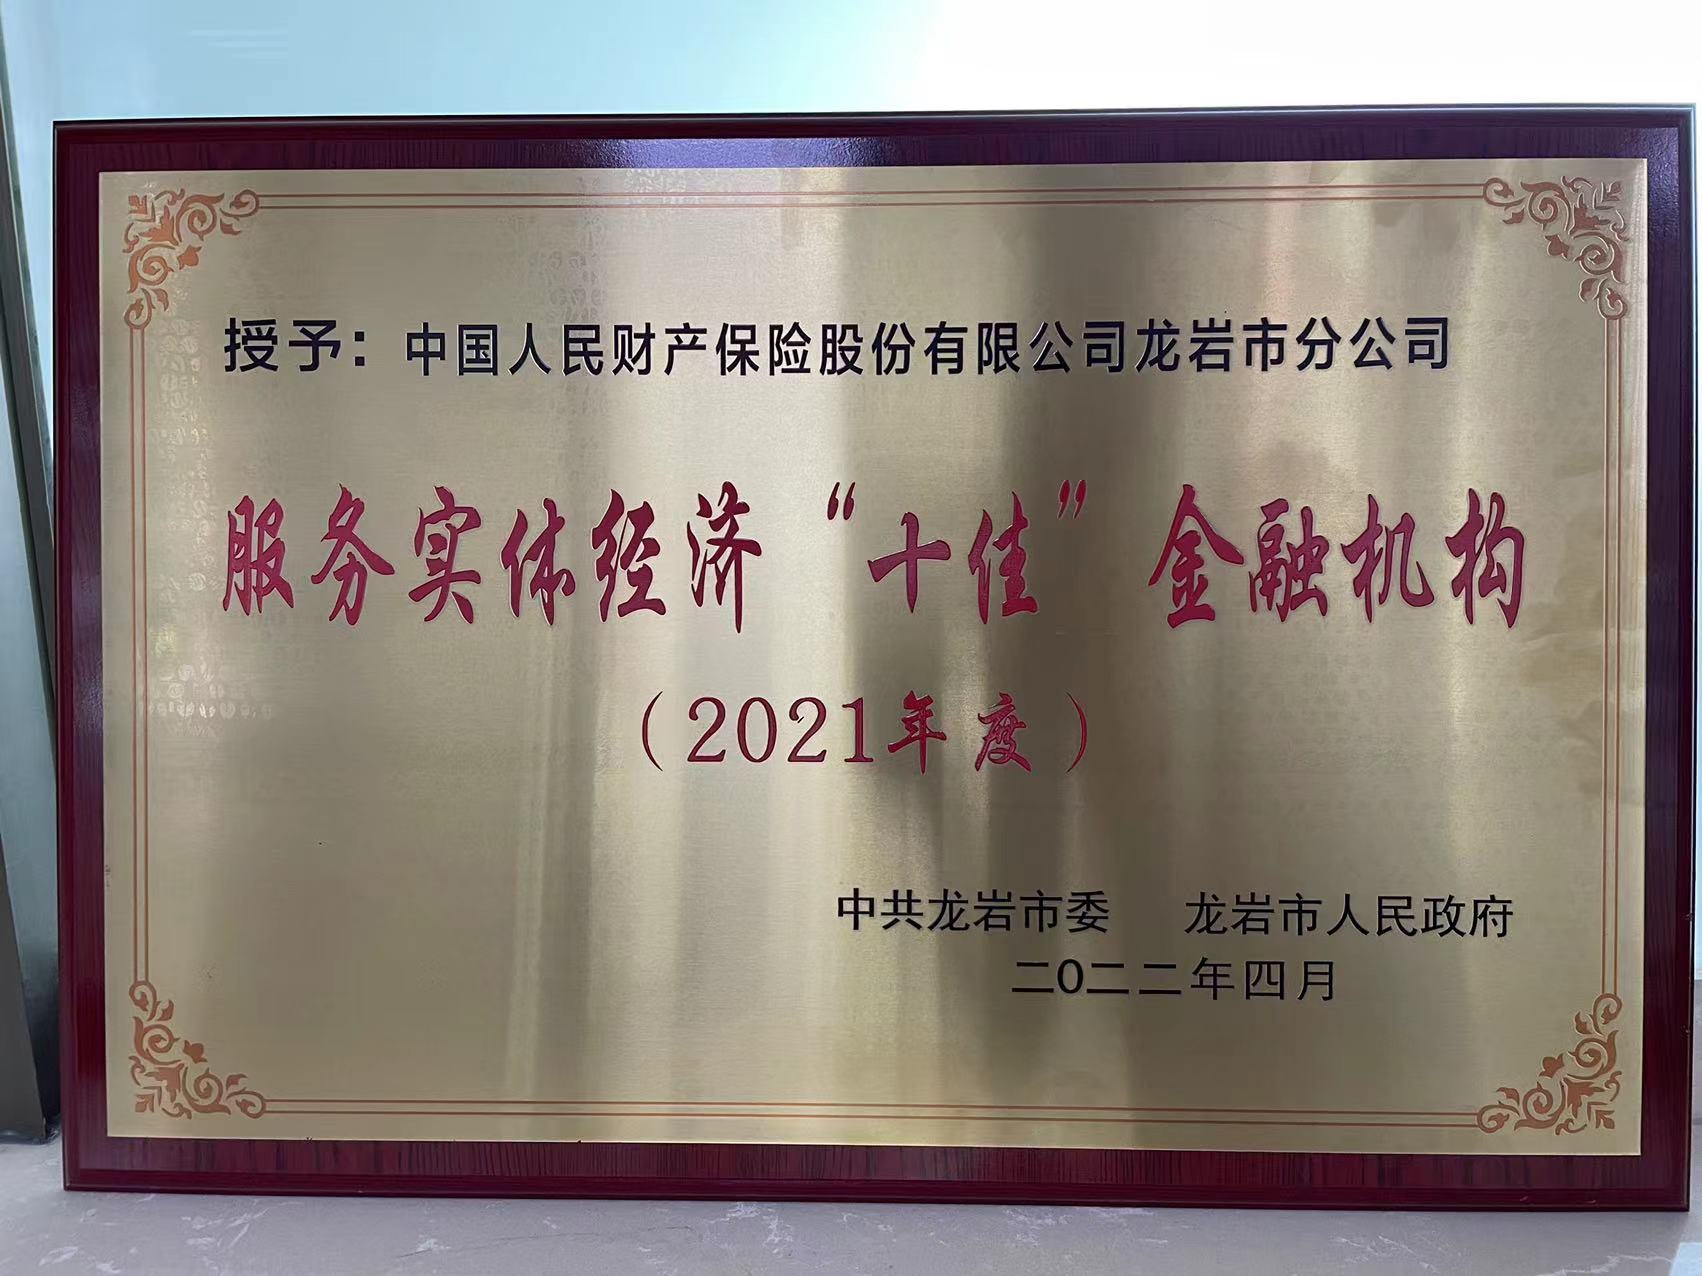 授予：中国人民财产保险股份有限公司龙岩市分公司
服务实体经济“十佳”金融机构
（2021年度）
中共龙岩市委 龙岩市人民政府
二〇二二年四月